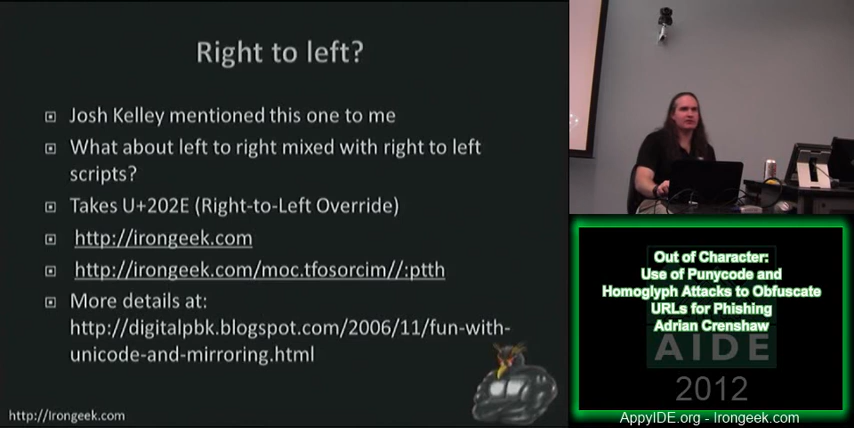 Right to left?
Josh Kelley mentioned this one to me
What about left to right mixed with right to left
scripts?
Takes U+202E (Right-to-Left Override)
http://irongeek.com
http://irongeek.com/moc.tfosorcim//:ptth
More details at:
http://digitalpbk.blogspot.com/2006/11/fun-with-
unicode-and-mirroring.html
http://Irongeek.com
Out of Character:
Use of Punycode and
Homoglyph Attacks to Obfuscate
URLs for Phishing
Adrian Crenshaw
AIDE
2012
AppyIDE.org - Irongeek.com